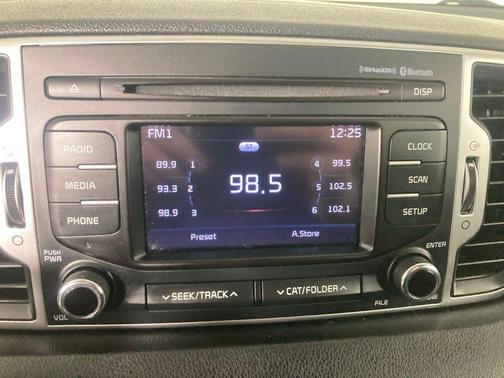 ((SiriusXM)) Bluetooth
DISP
FM1 12:25
ST
RADIO
MEDIA
PHONE
89.9 1
93.3 2
98.9 3
98.5
4 99.5
5 102.5
6 102.1
Preset A.Store
CLOCK
SCAN
SETUP
PUSH
PWR
VOL
SEEK/TRACK
CAT/FOLDER
ENTER
FILE